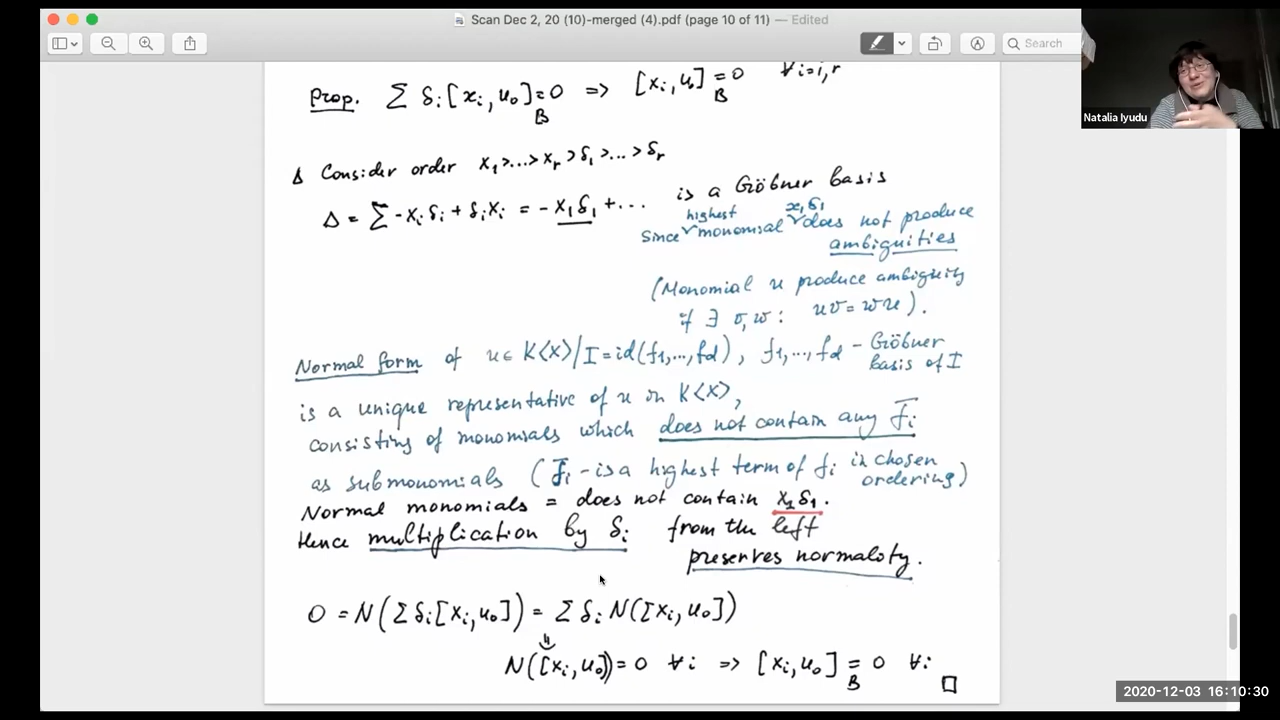 Scan Dec 2, 20 (10)-merged (4).pdf (page 10 of 11) — Edited
Search
Natalia Iyudu
Prop. Σ δi[xi,u₀] =B 0 => [xi,u₀] =B 0 ∀i=1,r
Δ Consider order x₁>...>xr>δ₁>...>δr
Δ = Σ -xiδi + δixi = -x₁δ₁ + ... is a Gröbner basis
since highest monomial x₁δ₁ does not produce
ambiguities
(Monomial u produce ambiguity
if ∃ v,w: uv=wu).
Normal form of u∈ K<X>/I=id(f1,...,fd), f1,...,fd - Gröbner
basis of I
is a unique representative of u in K<X>,
consisting of monomials which does not contain any f̄i
as submonomials (f̄i - is a highest term of fi in chosen
ordering)
Normal monomials = does not contain x₁δ₁.
Hence multiplication by δi from the left
preserves normaloty.
0 = N(Σ δi[xi,u₀]) = Σ δi N([xi,u₀])
⇓
N([xi,u₀])=0 ∀i => [xi,u₀] =B 0 ∀i
□
2020-12-03 16:10:30